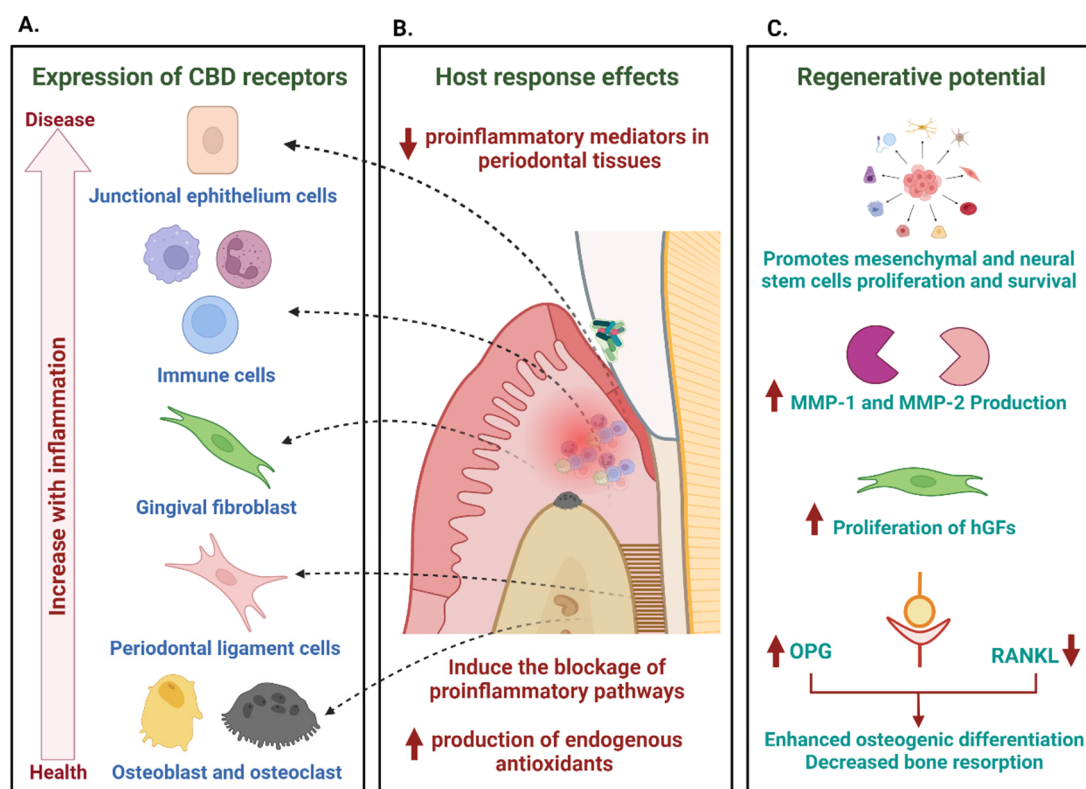 A.
Expression of CBD receptors
Disease
Increase with inflammation
Health
Junctional ephithelium cells
Immune cells
Gingival fibroblast
Periodontal ligament cells
Osteoblast and osteoclast
B.
Host response effects
proinflammatory mediators in
periodontal tissues
Induce the blockage of
proinflammatory pathways
production of endogenous
antioxidants
C.
Regenerative potential
Promotes mesenchymal and neural
stem cells proliferation and survival
MMP-1 and MMP-2 Production
Proliferation of hGFs
OPG
RANKL
Enhanced osteogenic differentiation
Decreased bone resorption